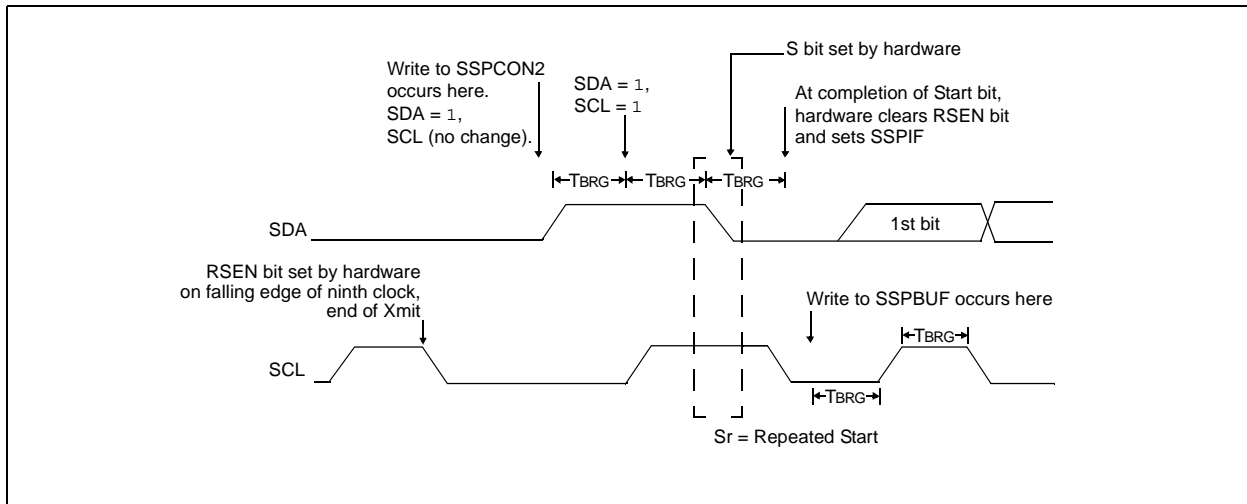 S bit set by hardware
Write to SSPCON2
occurs here.
SDA = 1,
SCL (no change).
SDA = 1,
SCL = 1
At completion of Start bit,
hardware clears RSEN bit
and sets SSPIF
TBRG
TBRG
TBRG
SDA
1st bit
RSEN bit set by hardware
on falling edge of ninth clock,
end of Xmit
Write to SSPBUF occurs here
TBRG
SCL
TBRG
Sr = Repeated Start